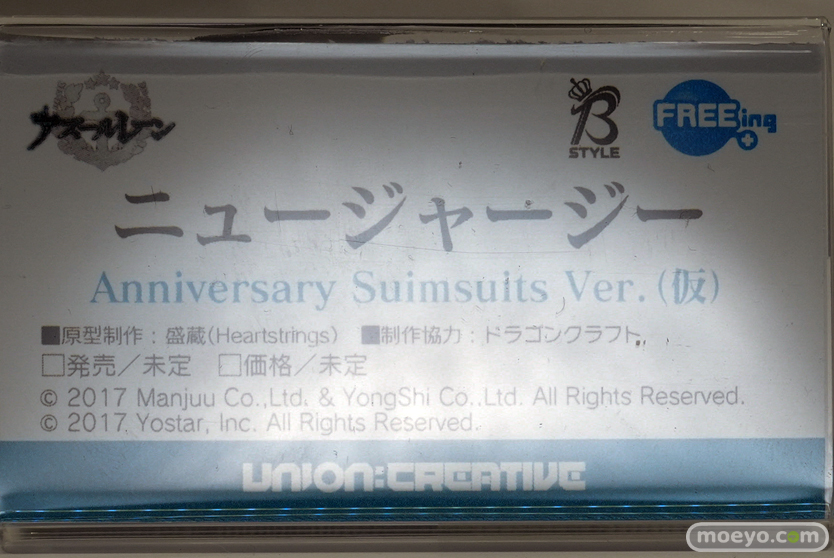 アズールレーン
B
STYLE
FREEing
ニュージャージー
Anniversary Suimsuits Ver.(仮)
■原型制作：盛蔵(Heartstrings) ■制作協力：ドラゴンクラフト
□発売／未定 □価格／未定
© 2017 Manjuu Co.,Ltd. & YongShi Co.,Ltd. All Rights Reserved.
© 2017 Yostar, Inc. All Rights Reserved.
UNION CREATIVE
moeyo.com